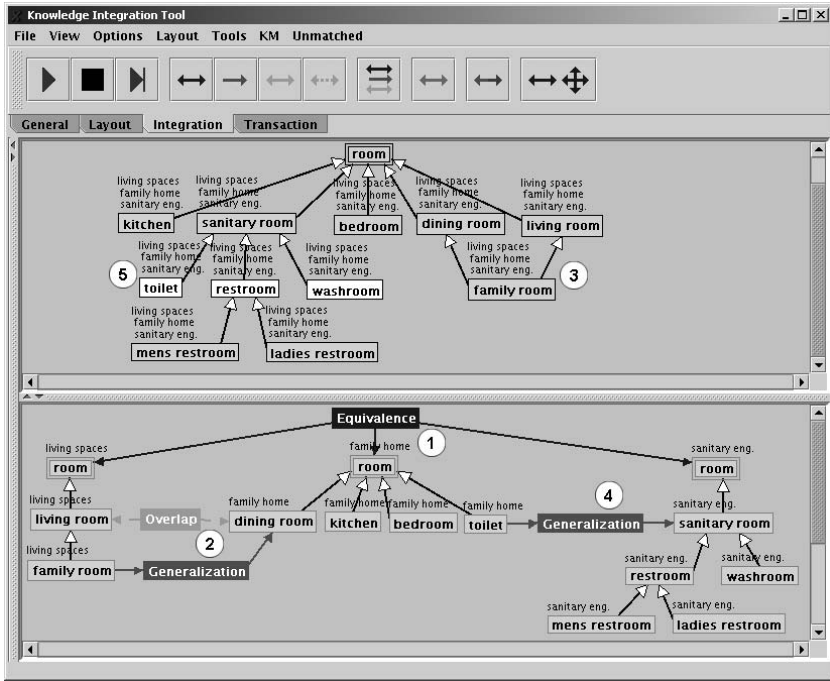 Knowledge Integration Tool
File View Options Layout Tools KM Unmatched
General Layout Integration Transaction
room
living spaces
family home
sanitary eng.
kitchen
living spaces
family home
sanitary eng.
sanitary room
living spaces
family home
sanitary eng.
bedroom
living spaces
family home
sanitary eng.
dining room
living spaces
family home
sanitary eng.
living room
5
living spaces
family home
sanitary eng.
toilet
living spaces
family home
sanitary eng.
restroom
living spaces
family home
sanitary eng.
washroom
living spaces
family home
sanitary eng.
family room
3
living spaces
family home
sanitary eng.
mens restroom
living spaces
family home
sanitary eng.
ladies restroom
Equivalence
1
living spaces
room
family home
room
sanitary eng.
room
living spaces
living room
Overlap
2
family home
dining room
family home
kitchen
family home
bedroom
family home
toilet
4
Generalization
sanitary eng.
sanitary room
living spaces
family room
Generalization
sanitary eng.
restroom
sanitary eng.
washroom
sanitary eng.
mens restroom
sanitary eng.
ladies restroom